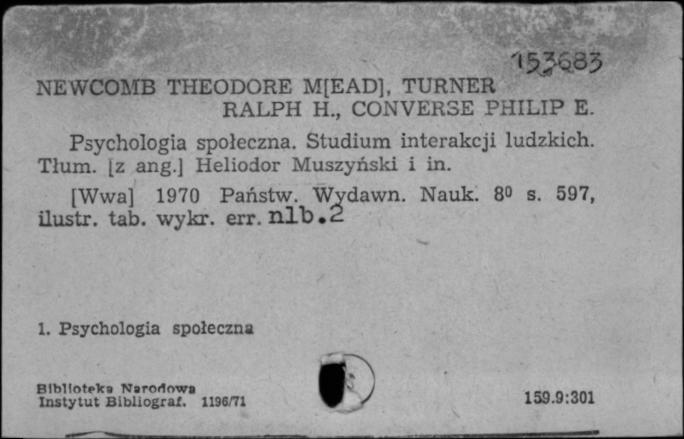 153683
NEWCOMB THEODORE M[EAD], TURNER
RALPH H., CONVERSE PHILIP E.
Psychologia społeczna. Studium interakcji ludzkich.
Tłum. [z ang.] Heliodor Muszyński i in.
[Wwa] 1970 Państw. Wydawn. Nauk. 8⁰ s. 597,
ilustr. tab. wykr. err. nlb.2
1. Psychologia społeczna
Biblioteka Narodowa
Instytut Bibliograf. 1196/71
159.9:301